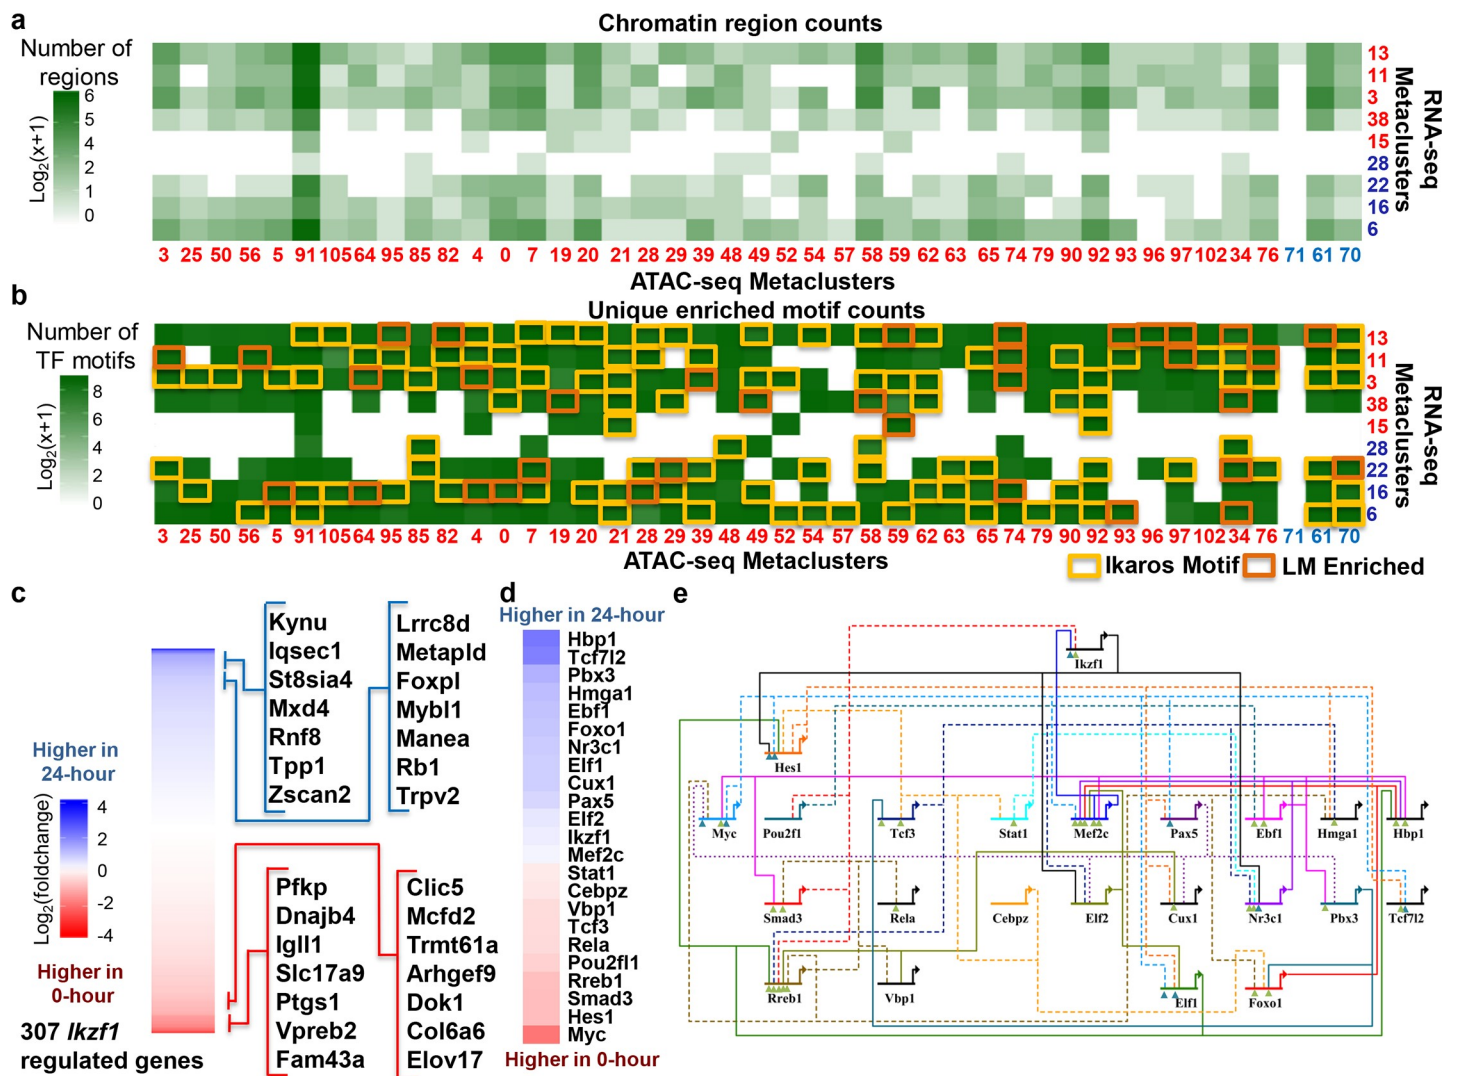 a
Chromatin region counts
Number of
regions
Log2(x+1)
6
5
4
2
1
0
13
11
3
38
15
28
22
16
6
RNA-seq
Metaclusters
3 25 50 56 5 91 105 64 95 85 82 4 0 7 19 20 21 28 29 39 48 49 52 54 57 58 59 62 63 65 74 79 90 92 93 96 97 102 34 76 71 61 70
ATAC-seq Metaclusters
b
Unique enriched motif counts
Number of
TF motifs
Log2(x+1)
8
6
4
2
0
13
11
3
38
15
28
22
16
6
RNA-seq
Metaclusters
3 25 50 56 5 91 105 64 95 85 82 4 0 7 19 20 21 28 29 39 48 49 52 54 57 58 59 62 63 65 74 79 90 92 93 96 97 102 34 76 71 61 70
ATAC-seq Metaclusters
Ikaros Motif
LM Enriched
c
Higher in
24-hour
Log2(foldchange)
4
2
0
-2
-4
Higher in
0-hour
307 Ikzf1
regulated genes
Kynu
Iqsec1
St8sia4
Mxd4
Rnf8
Tpp1
Zscan2
Lrrc8d
Metapld
Foxpl
Mybl1
Manea
Rb1
Trpv2
Pfkp
Dnajb4
Igll1
Slc17a9
Ptgs1
Vpreb2
Fam43a
Clic5
Mcfd2
Trmt61a
Arhgef9
Dok1
Col6a6
Elov17
d
Higher in 24-hour
Hbp1
Tcf7l2
Pbx3
Hmga1
Ebf1
Foxo1
Nr3c1
Elf1
Cux1
Pax5
Elf2
Ikzf1
Mef2c
Stat1
Cebpz
Vbp1
Tcf3
Rela
Pou2fl1
Rreb1
Smad3
Hes1
Myc
Higher in 0-hour
e
Ikzf1
Hes1
Myc
Pou2f1
Tcf3
Stat1
Mef2c
Pax5
Ebf1
Hmga1
Hbp1
Smad3
Rela
Cebpz
Elf2
Cux1
Nr3c1
Pbx3
Tcf7l2
Rreb1
Vbp1
Elf1
Foxo1